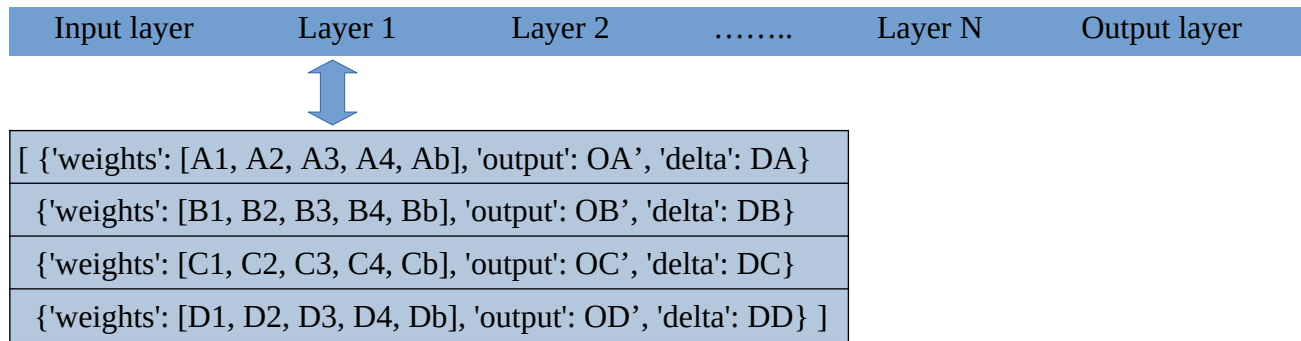 Input layer Layer 1 Layer 2 …….. Layer N Output layer
[ {'weights': [A1, A2, A3, A4, Ab], 'output': OA’, 'delta': DA}
{'weights': [B1, B2, B3, B4, Bb], 'output': OB’, 'delta': DB}
{'weights': [C1, C2, C3, C4, Cb], 'output': OC’, 'delta': DC}
{'weights': [D1, D2, D3, D4, Db], 'output': OD’, 'delta': DD} ]